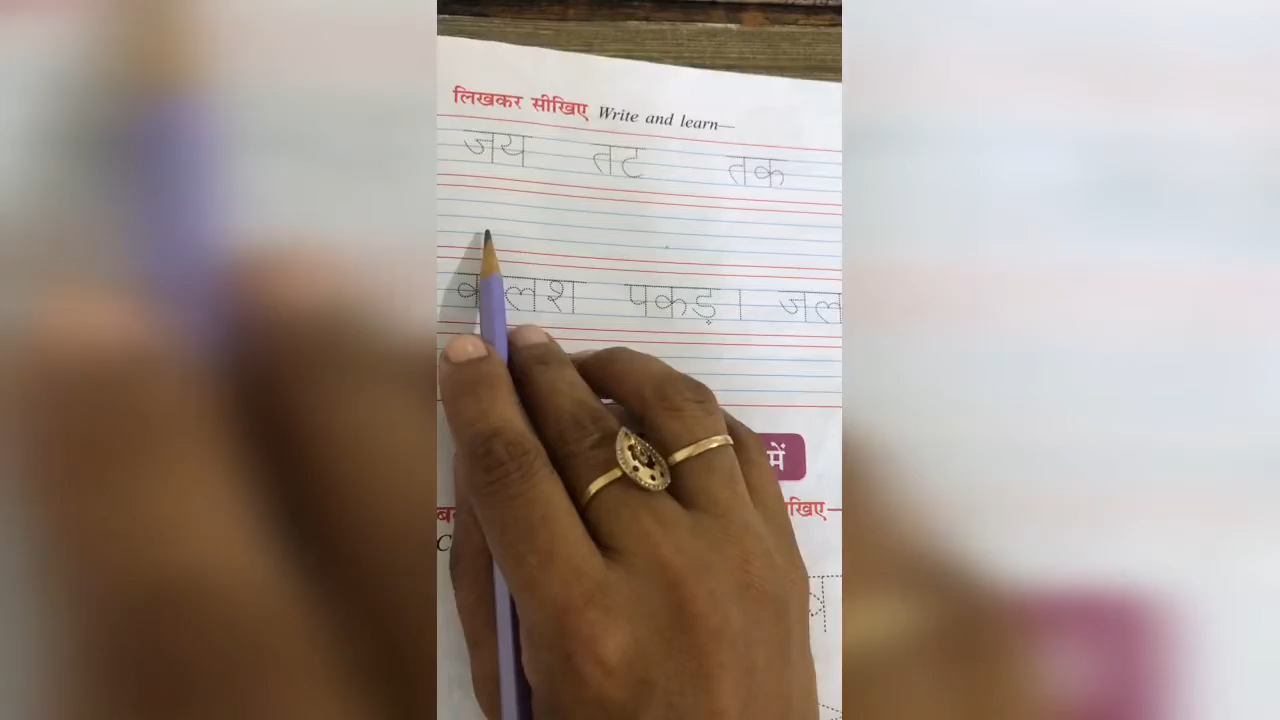 लिखकर सीखिए Write and learn—
जय तट तक
कलश पकड़। जल
में
खिए—